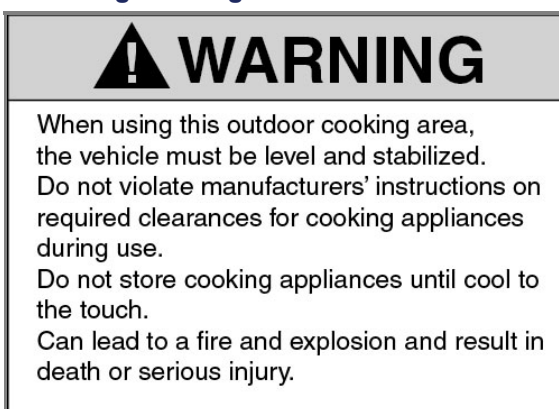 WARNING
When using this outdoor cooking area,
the vehicle must be level and stabilized.
Do not violate manufacturers’ instructions on
required clearances for cooking appliances
during use.
Do not store cooking appliances until cool to
the touch.
Can lead to a fire and explosion and result in
death or serious injury.